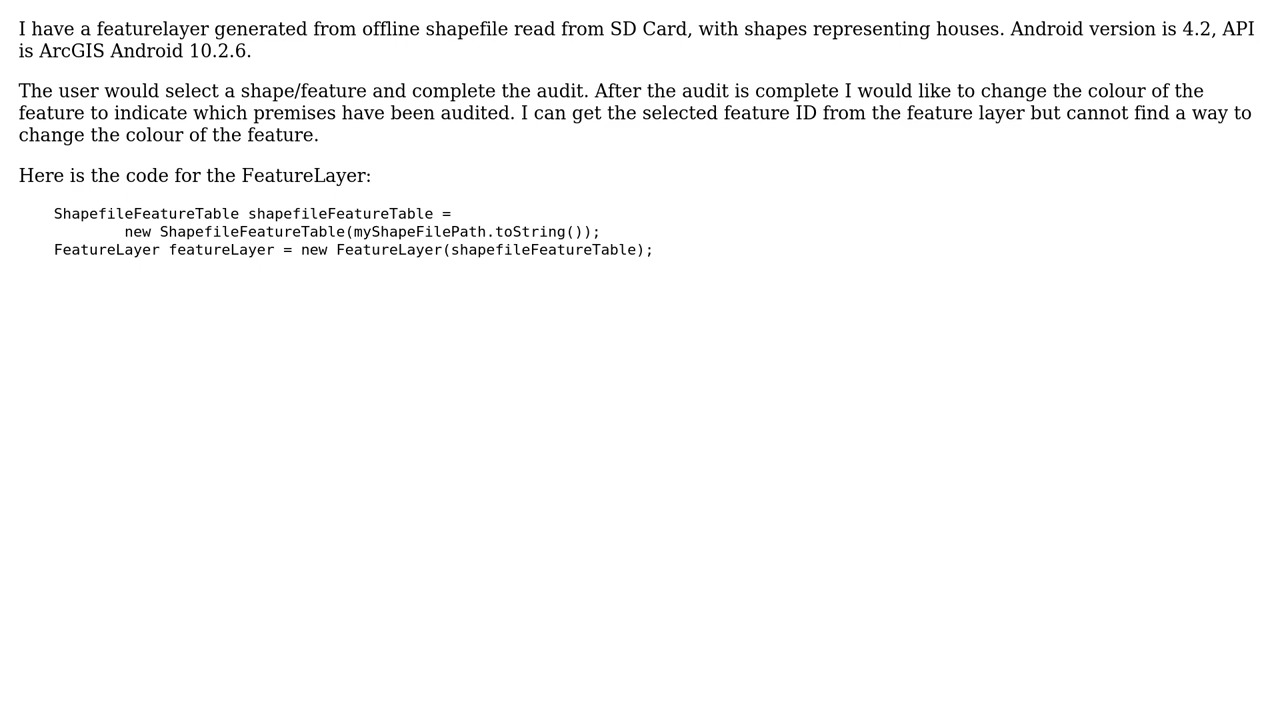 I have a featurelayer generated from offline shapefile read from SD Card, with shapes representing houses. Android version is 4.2, API
is ArcGIS Android 10.2.6.
The user would select a shape/feature and complete the audit. After the audit is complete I would like to change the colour of the
feature to indicate which premises have been audited. I can get the selected feature ID from the feature layer but cannot find a way to
change the colour of the feature.
Here is the code for the FeatureLayer:
ShapefileFeatureTable shapefileFeatureTable =
new ShapefileFeatureTable(myShapeFilePath.toString());
FeatureLayer featureLayer = new FeatureLayer(shapefileFeatureTable);